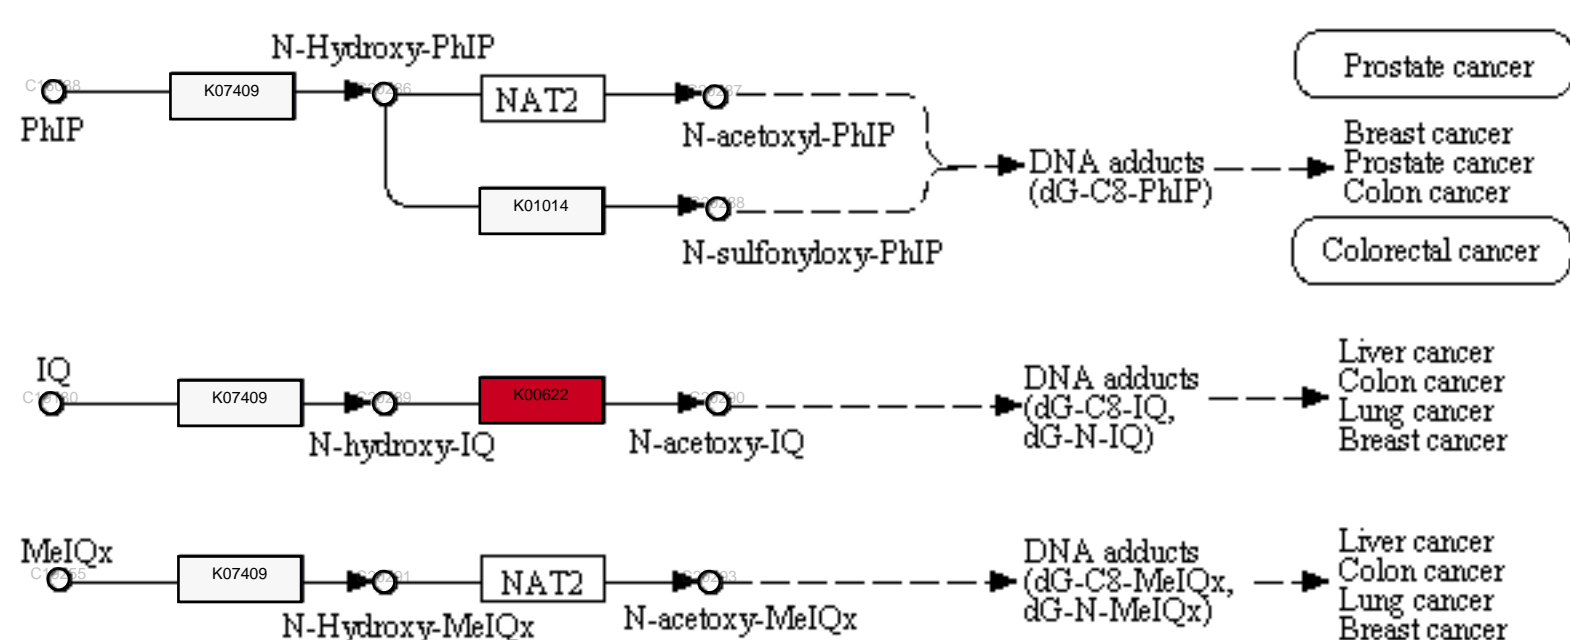 N-Hydroxy-PhIP
PhIP
K07409
NAT2
N-acetoxyl-PhIP
K01014
N-sulfonyloxy-PhIP
DNA adducts
(dG-C8-PhIP)
Prostate cancer
Breast cancer
Prostate cancer
Colon cancer
Colorectal cancer
IQ
K07409
N-hydroxy-IQ
K00622
N-acetoxy-IQ
DNA adducts
(dG-C8-IQ,
dG-N-IQ)
Liver cancer
Colon cancer
Lung cancer
Breast cancer
MeIQx
K07409
N-Hydroxy-MeIQx
NAT2
N-acetoxy-MeIQx
DNA adducts
(dG-C8-MeIQx,
dG-N-MeIQx)
Liver cancer
Colon cancer
Lung cancer
Breast cancer